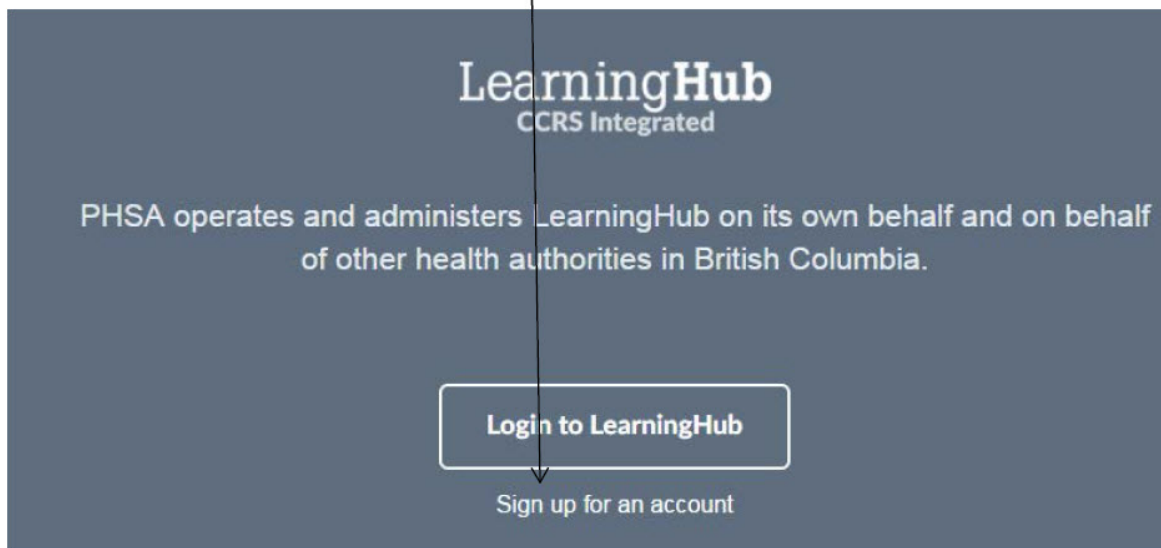 LearningHub
CCRS Integrated
PHSA operates and administers LearningHub on its own behalf and on behalf
of other health authorities in British Columbia.
Login to LearningHub
Sign up for an account